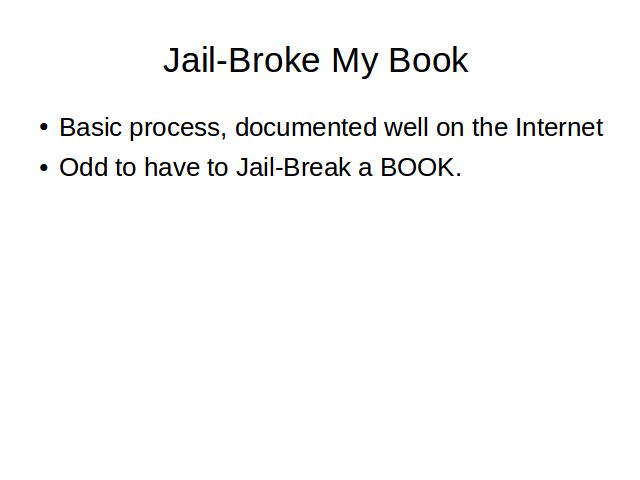 Jail-Broke My Book
• Basic process, documented well on the Internet
• Odd to have to Jail-Break a BOOK.